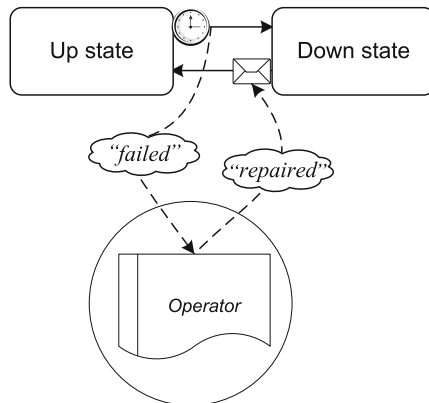 Up state
Down state
“failed”
“repaired”
Operator